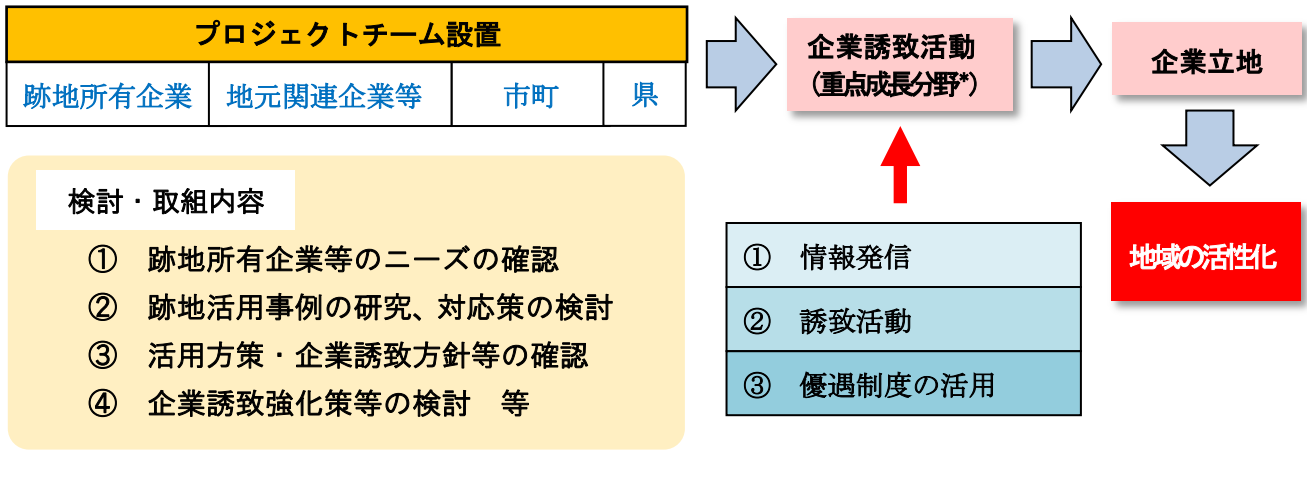 プロジェクトチーム設置
跡地所有企業 地元関連企業等 市町 県
検討・取組内容
① 跡地所有企業等のニーズの確認
② 跡地活用事例の研究、対応策の検討
③ 活用方策・企業誘致方針等の確認
④ 企業誘致強化策等の検討 等
企業誘致活動
(重点成長分野*)
① 情報発信
② 誘致活動
③ 優遇制度の活用
企業立地
地域の活性化